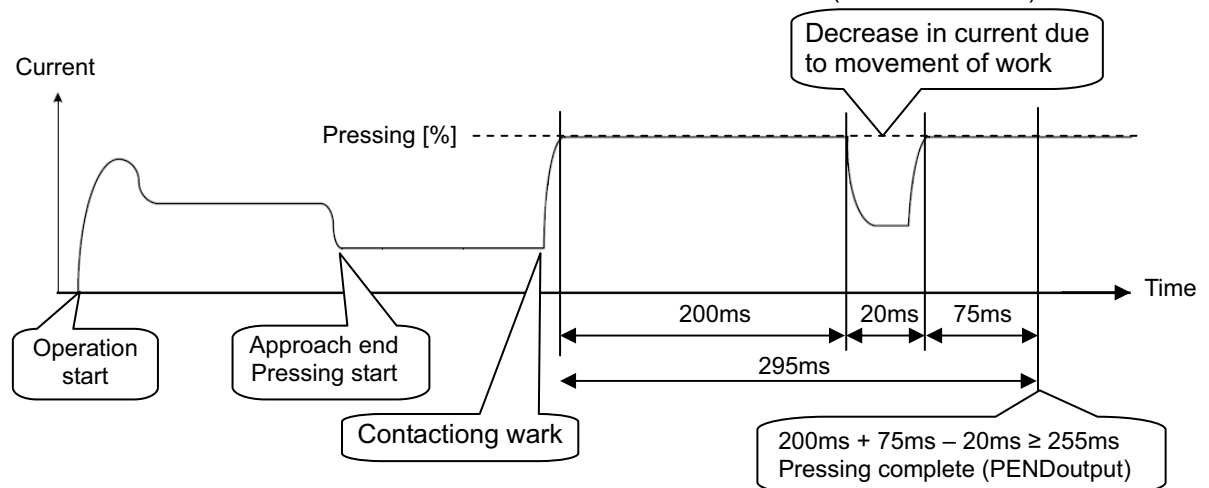 Decrease in current due
to movement of work
Current
Pressing [%]
Time
200ms
20ms
75ms
295ms
Operation
start
Approach end
Pressing start
Contactiong wark
200ms + 75ms – 20ms ≥ 255ms
Pressing complete (PENDoutput)